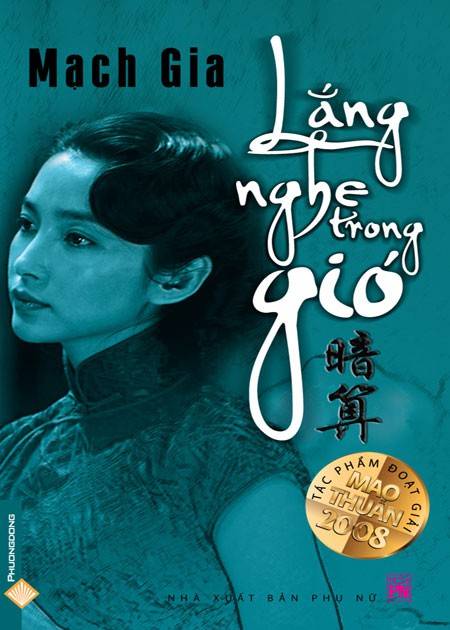 Mạch Gia
Lắng
nghe
trong
gió
暗
算
TÁC PHẨM ĐOẠT GIẢI
MAO
THUẪN
2008
PHUONGDONG
NHÀ XUẤT BẢN PHỤ NỮ